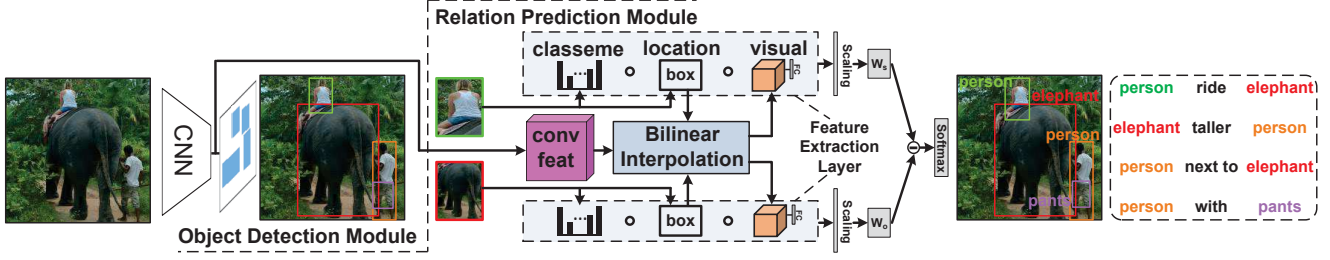 Relation Prediction Module
classeme location visual
box
FC
Scaling
Ws
CNN
conv
feat
Bilinear
Interpolation
Feature
Extraction
Layer
Softmax
box
FC
Scaling
Wo
Object Detection Module
person
elephant
person
pants
person ride elephant
elephant taller person
person next to elephant
person with pants